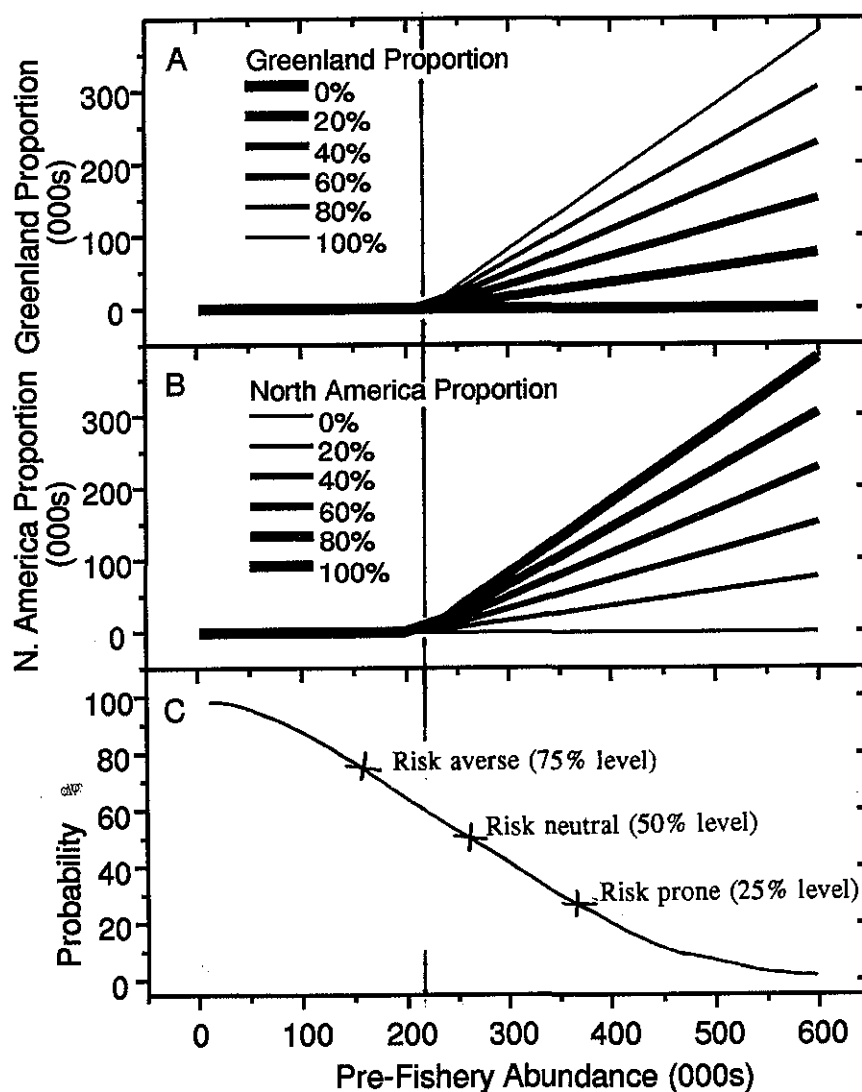 A
Greenland Proportion
0%
20%
40%
60%
80%
100%
Greenland Proportion
(000s)
300
200
100
0
B
North America Proportion
0%
20%
40%
60%
80%
100%
N. America Proportion
(000s)
300
200
100
0
C
Risk averse (75% level)
Risk neutral (50% level)
Risk prone (25% level)
Probability
100
80
60
40
20
0
0 100 200 300 400 500 600
Pre-Fishery Abundance (000s)